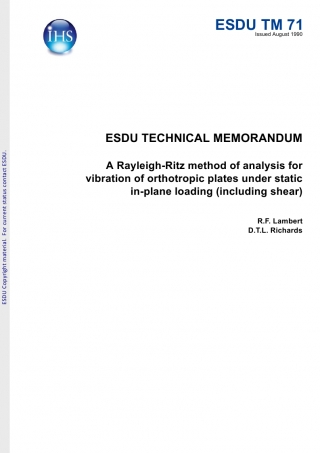 IHS
ESDU TM 71
Issued August 1980
ESDU TECHNICAL MEMORANDUM
A Rayleigh-Ritz method of analysis for
vibration of orthotropic plates under static
in-plane loading (including shear)
R.F. Lambert
D.T.L. Richards
ESDU Copyright material. For current status contact ESDU.